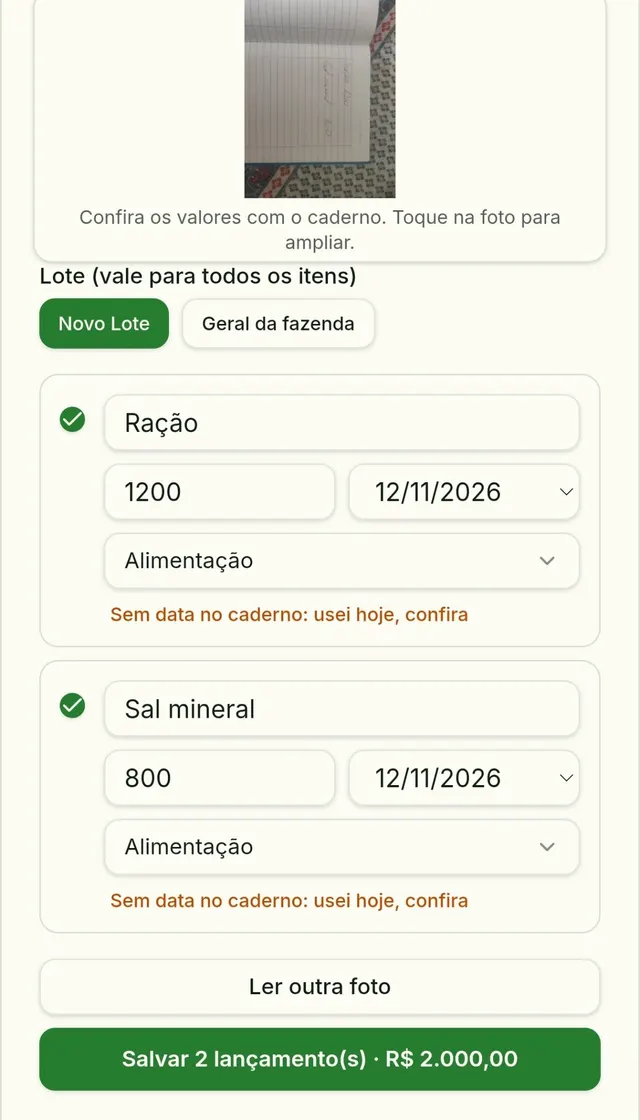 Confira os valores com o caderno. Toque na foto para
ampliar.
Lote (vale para todos os itens)
Novo Lote
Geral da fazenda
Ração
1200
12/11/2026
Alimentação
Sem data no caderno: usei hoje, confira
Sal mineral
800
12/11/2026
Alimentação
Sem data no caderno: usei hoje, confira
Ler outra foto
Salvar 2 lançamento(s) · R$ 2.000,00